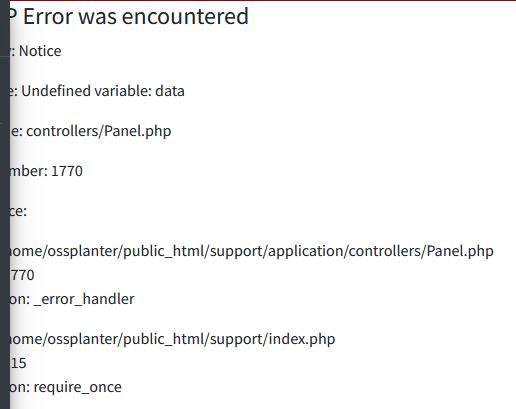 P Error was encountered
y: Notice
e: Undefined variable: data
e: controllers/Panel.php
mber: 1770
ce:
home/ossplanter/public_html/support/application/controllers/Panel.php
770
on: _error_handler
home/ossplanter/public_html/support/index.php
15
on: require_once